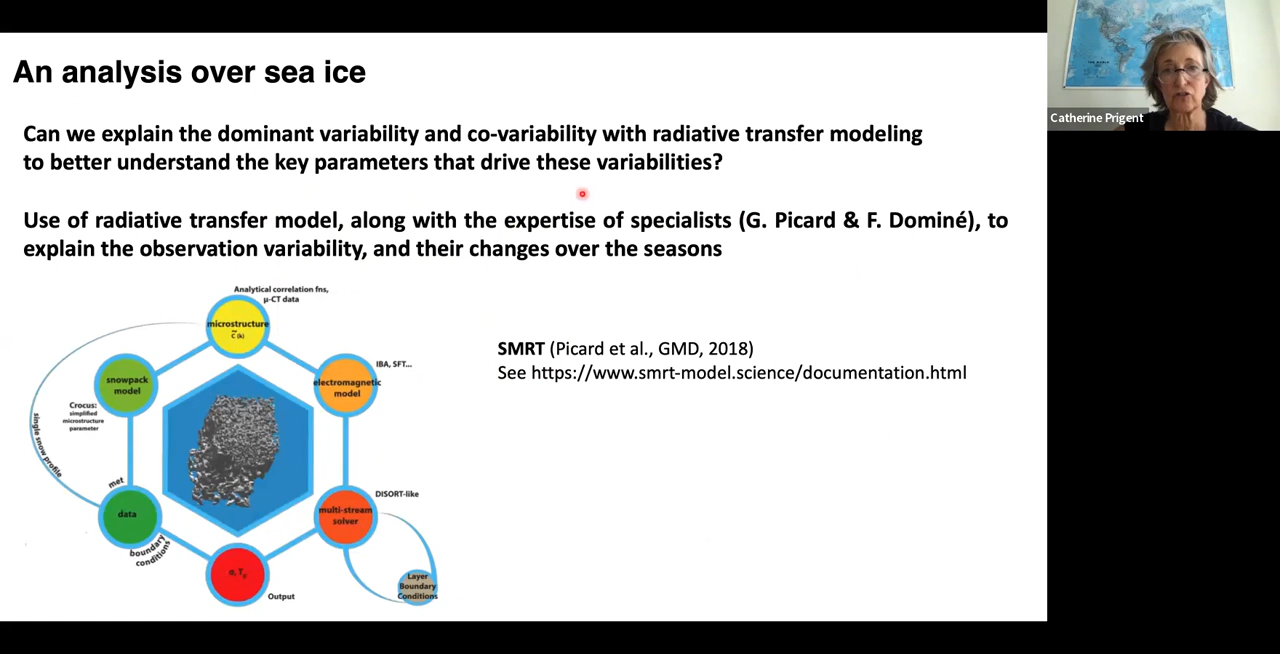 An analysis over sea ice
Can we explain the dominant variability and co-variability with radiative transfer modeling
to better understand the key parameters that drive these variabilities?
Use of radiative transfer model, along with the expertise of specialists (G. Picard & F. Dominé), to
explain the observation variability, and their changes over the seasons
Analytical correlation fns,
μ-CT data
microstructure
snowpack
model
IBA, SFT...
electromagnetic
model
Crocus:
simplified
microstructure
parameter
single snow profile
met
data
boundary
conditions
DISORT-like
multi-stream
solver
Layer
Boundary
Conditions
Output
SMRT (Picard et al., GMD, 2018)
See https://www.smrt-model.science/documentation.html
Catherine Prigent